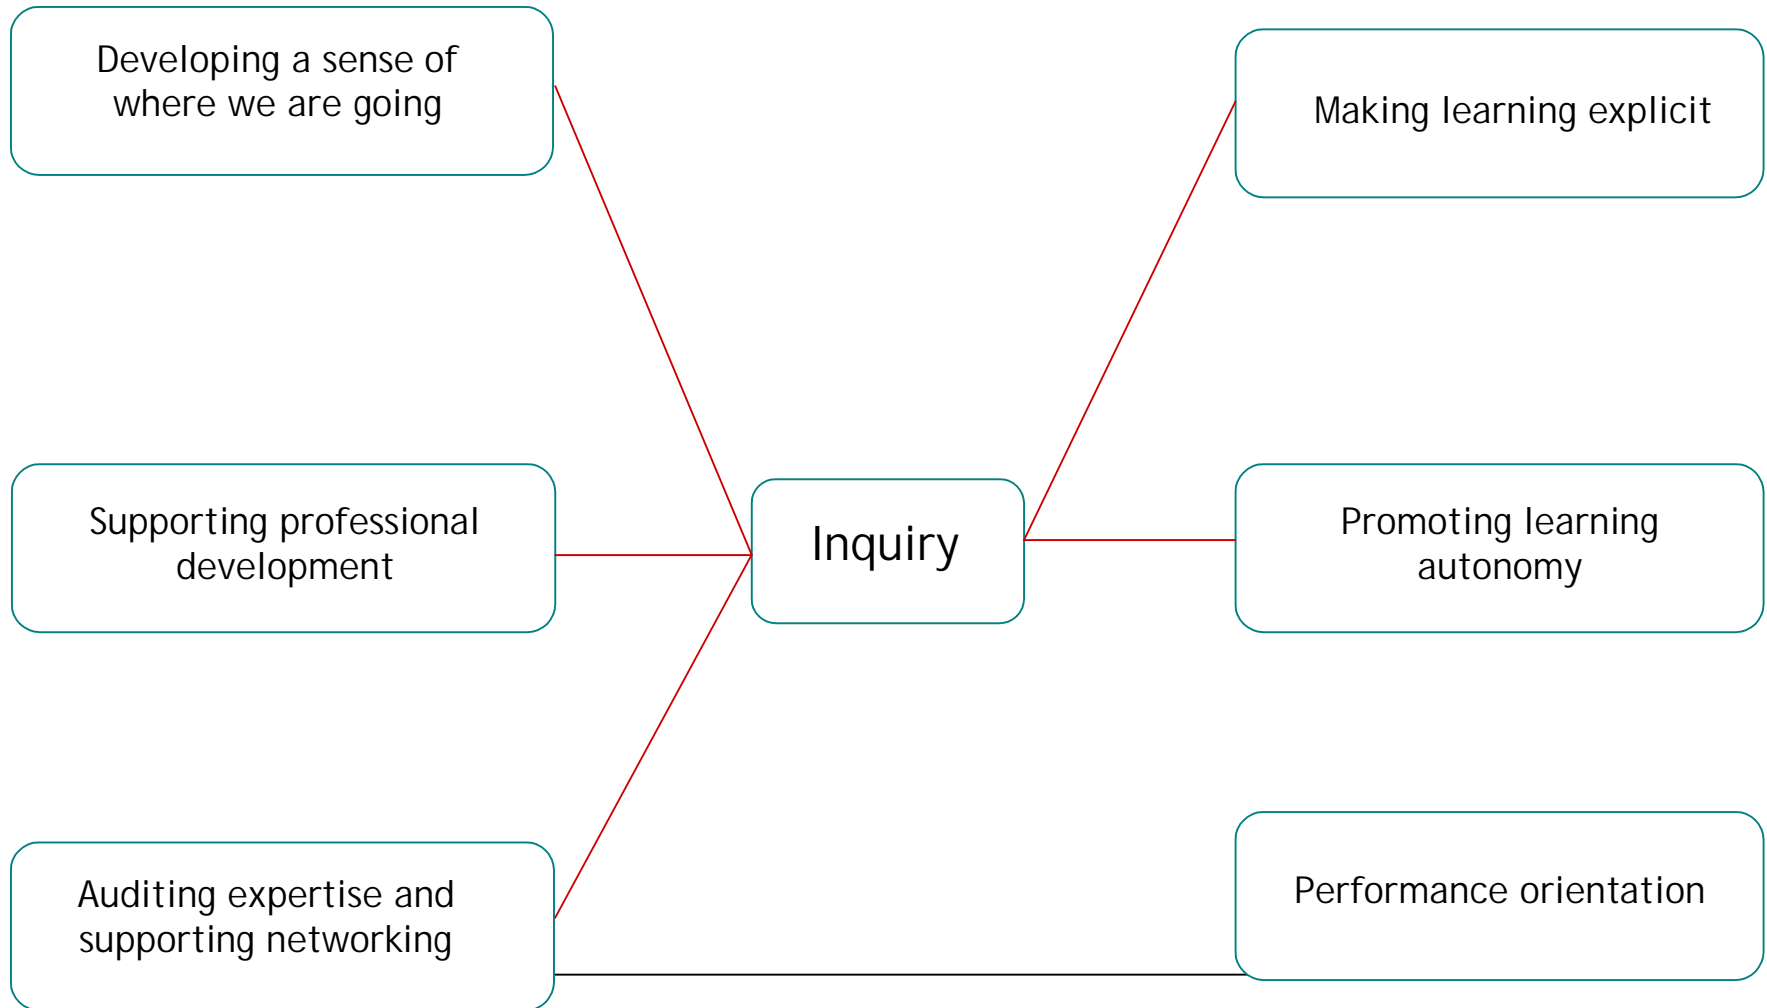 Developing a sense of
where we are going
Making learning explicit
Supporting professional
development
Inquiry
Promoting learning
autonomy
Auditing expertise and
supporting networking
Performance orientation